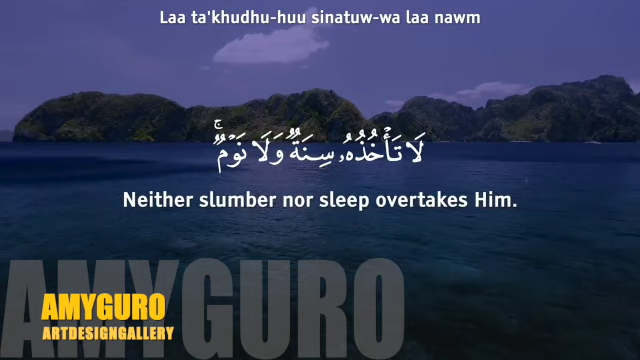 Laa ta'khudhu-huu sinatuw-wa laa nawm
لَا تَأْخُذُهُۥ سِنَةٌۭ وَلَا نَوْمٌۭ ۚ
Neither slumber nor sleep overtakes Him.
AMYGURO
AMYGURO
ARTDESIGNGALLERY